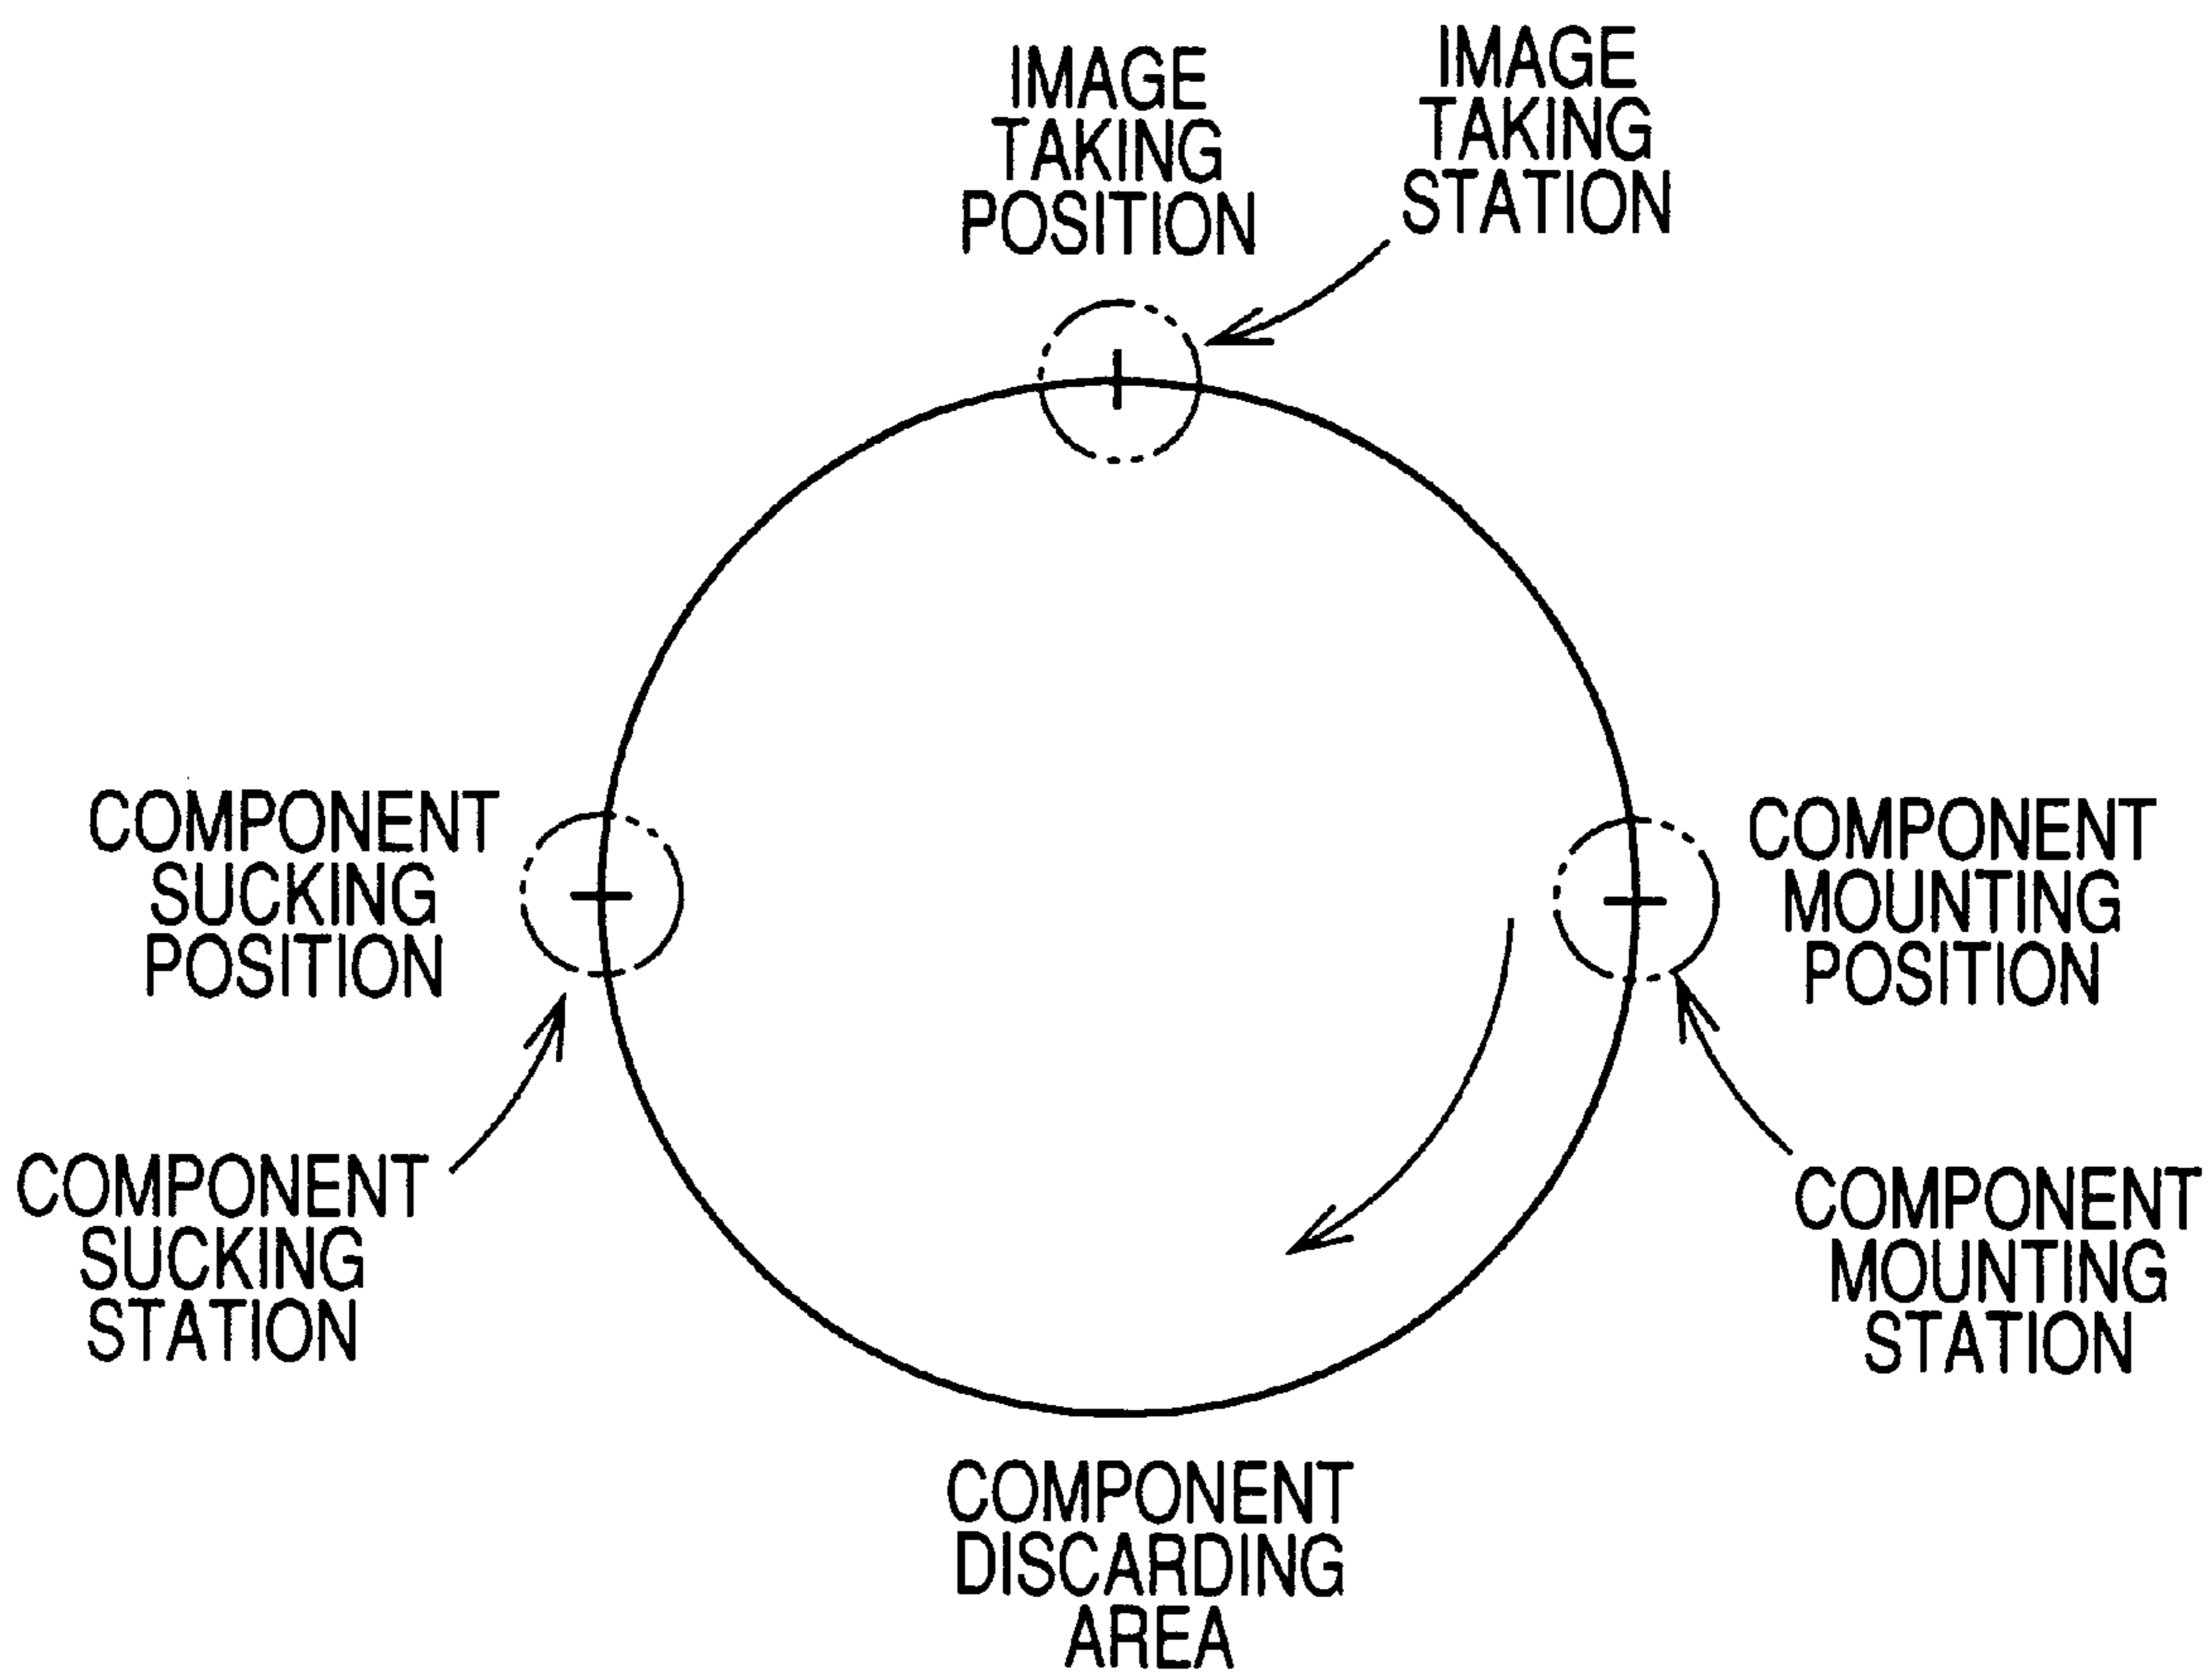 IMAGE
TAKING
POSITION
IMAGE
TAKING
STATION
COMPONENT
SUCKING
POSITION
COMPONENT
MOUNTING
POSITION
COMPONENT
SUCKING
STATION
COMPONENT
MOUNTING
STATION
COMPONENT
DISCARDING
AREA